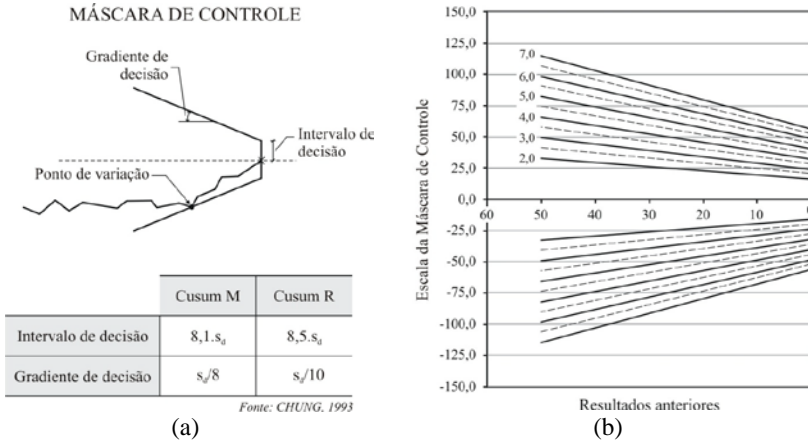 MÁSCARA DE CONTROLE
Gradiente de
decisão
Intervalo de
decisão
Ponto de variação
Cusum M
Cusum R
Intervalo de decisão
8,1.s_d
8,5.s_d
Gradiente de decisão
s_d/8
s_d/10
Fonte: CHUNG, 1993
(a)
Escala da Máscara de Controle
150,0
125,0
100,0
75,0
50,0
25,0
0,0
-25,0
-50,0
-75,0
-100,0
-125,0
-150,0
7,0
6,0
5,0
4,0
3,0
2,0
60
50
40
30
20
10
Resultados anteriores
(b)